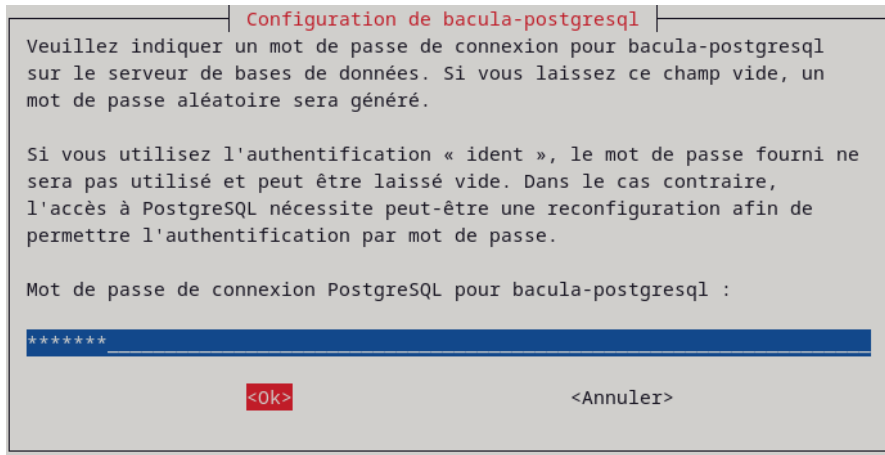 Configuration de bacula-postgresql
Veuillez indiquer un mot de passe de connexion pour bacula-postgresql
sur le serveur de bases de données. Si vous laissez ce champ vide, un
mot de passe aléatoire sera généré.
Si vous utilisez l'authentification « ident », le mot de passe fourni ne
sera pas utilisé et peut être laissé vide. Dans le cas contraire,
l'accès à PostgreSQL nécessite peut-être une reconfiguration afin de
permettre l'authentification par mot de passe.
Mot de passe de connexion PostgreSQL pour bacula-postgresql :
*******
<Ok> <Annuler>